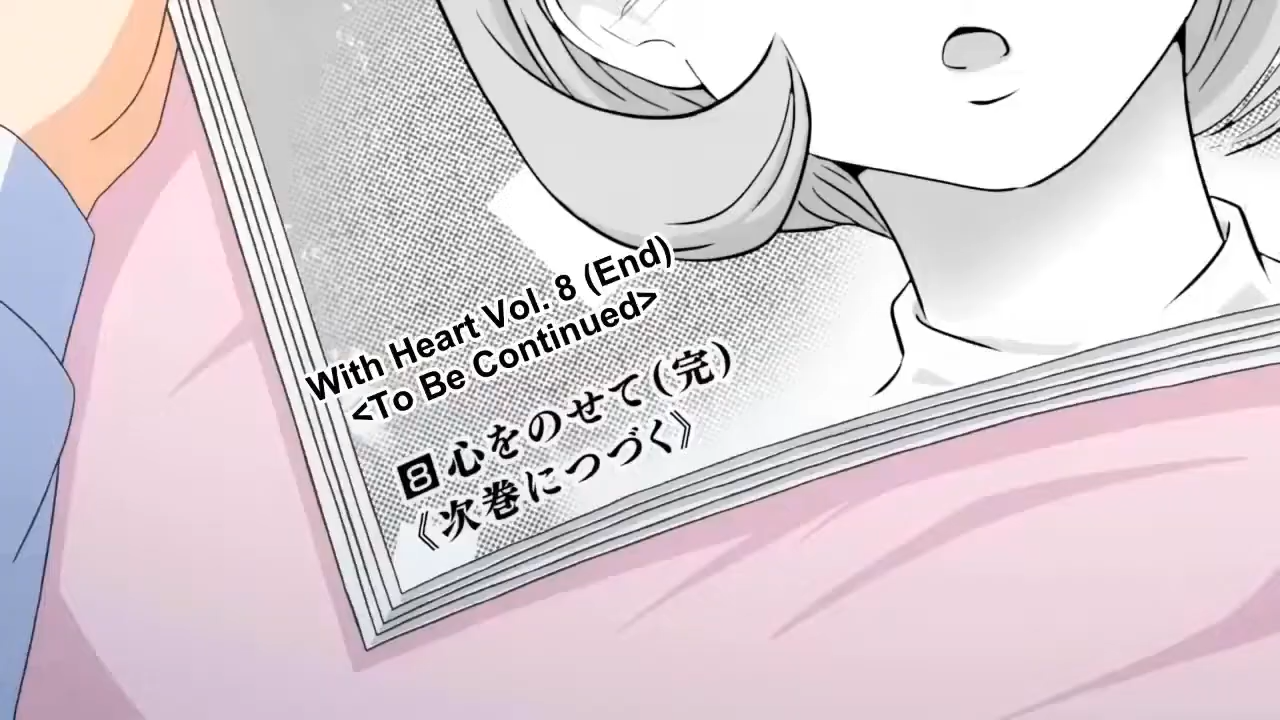 With Heart Vol. 8 (End)
<To Be Continued>
8 心をのせて(完)
《次巻につづく》